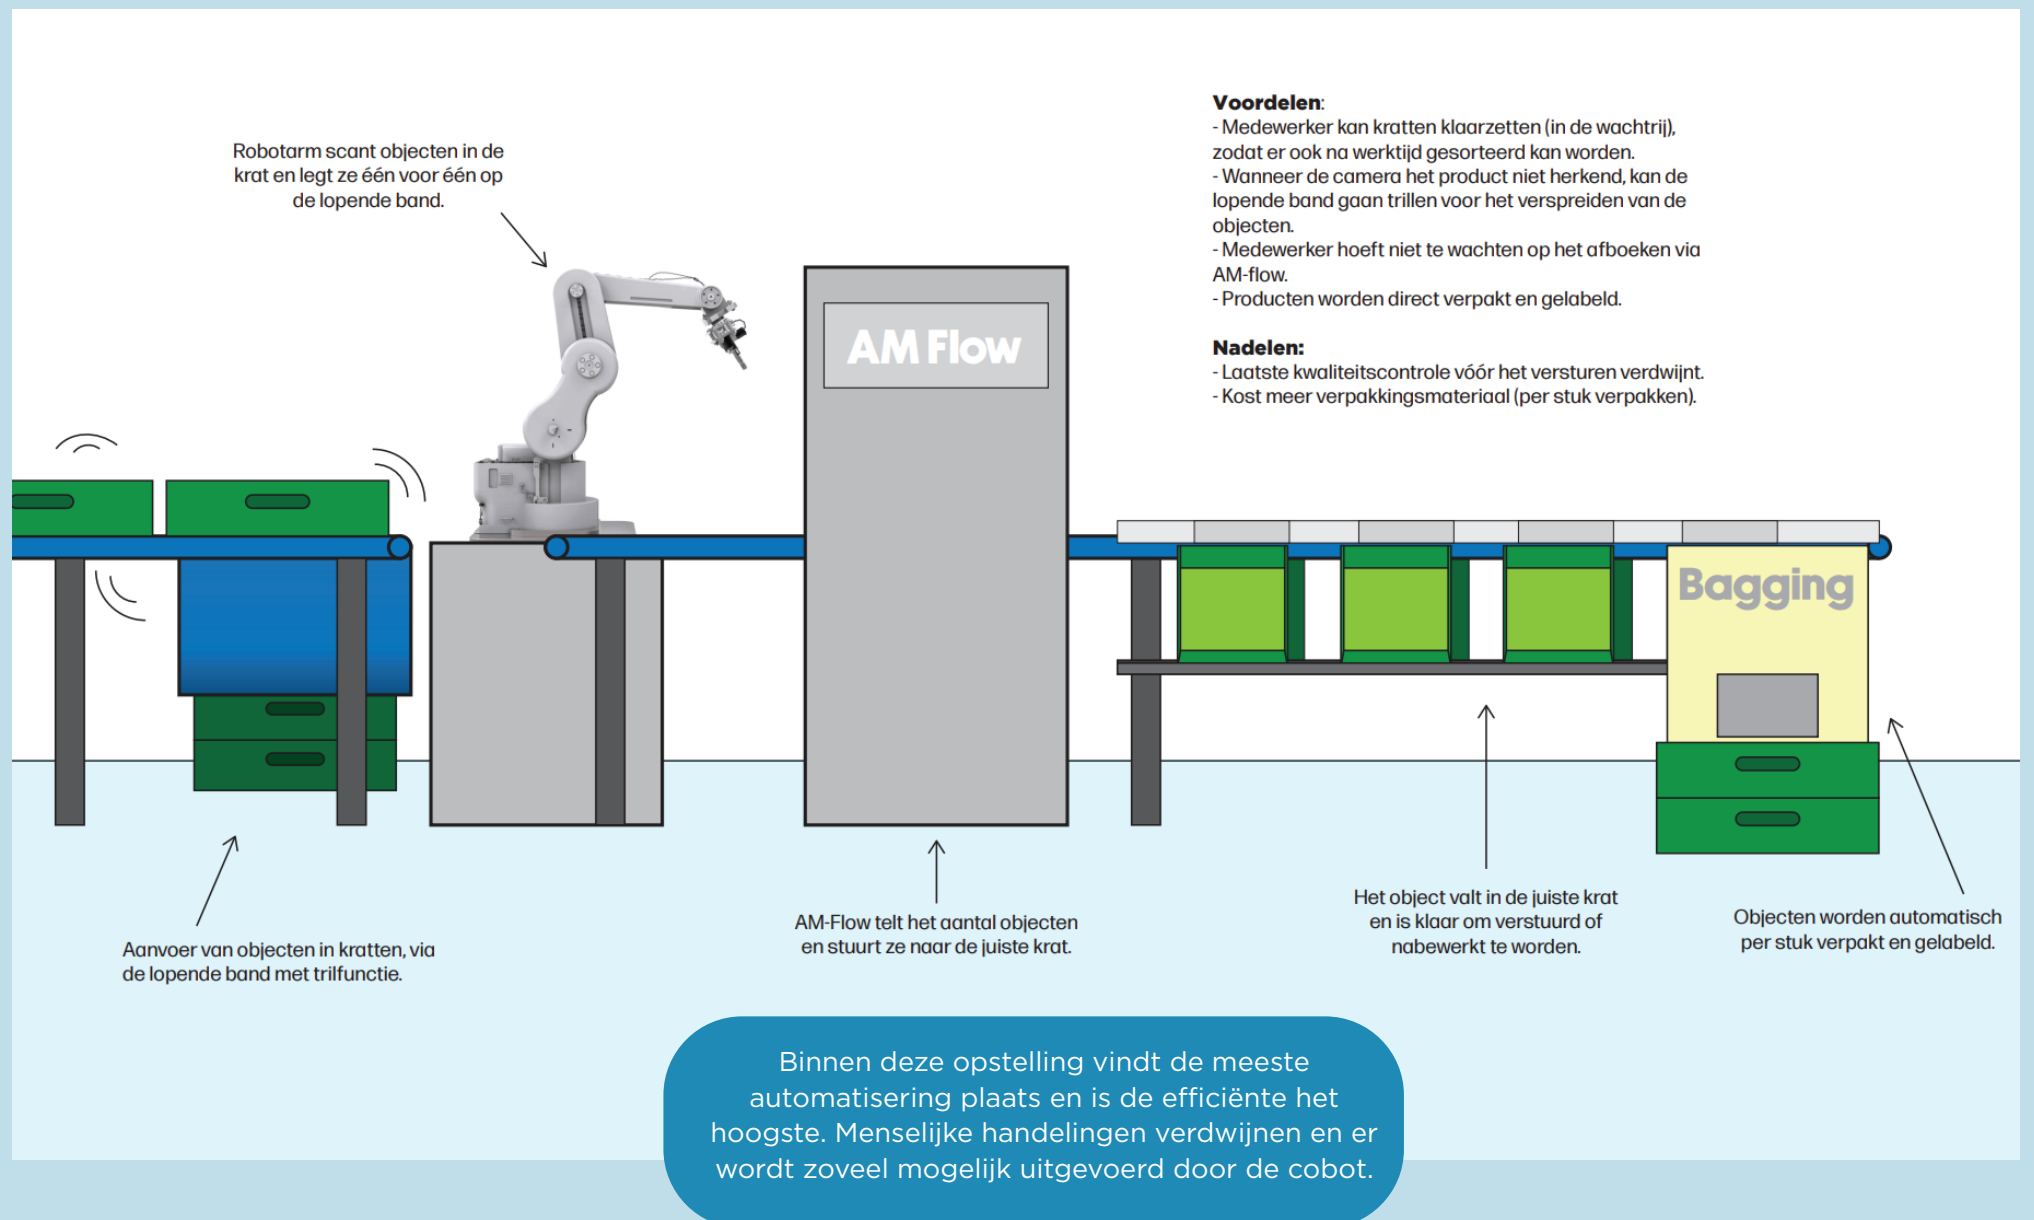 Voordelen:
- Medewerker kan kratten klaarzetten (in de wachtrij),
zodat er ook na werktijd gesorteerd kan worden.
- Wanneer de camera het product niet herkend, kan de
lopende band gaan trillen voor het verspreiden van de
objecten.
- Medewerker hoeft niet te wachten op het afboeken via
AM-flow.
- Producten worden direct verpakt en gelabeld.
Nadelen:
- Laatste kwaliteitscontrole vóór het versturen verdwijnt.
- Kost meer verpakkingsmateriaal (per stuk verpakken).
Robotarm scant objecten in de
krat en legt ze één voor één op
de lopende band.
AM Flow
Bagging
Aanvoer van objecten in kratten, via
de lopende band met trilfunctie.
AM-Flow telt het aantal objecten
en stuurt ze naar de juiste krat.
Het object valt in de juiste krat
en is klaar om verstuurd of
nabewerkt te worden.
Objecten worden automatisch
per stuk verpakt en gelabeld.
Binnen deze opstelling vindt de meeste
automatisering plaats en is de efficiënte het
hoogste. Menselijke handelingen verdwijnen en er
wordt zoveel mogelijk uitgevoerd door de cobot.